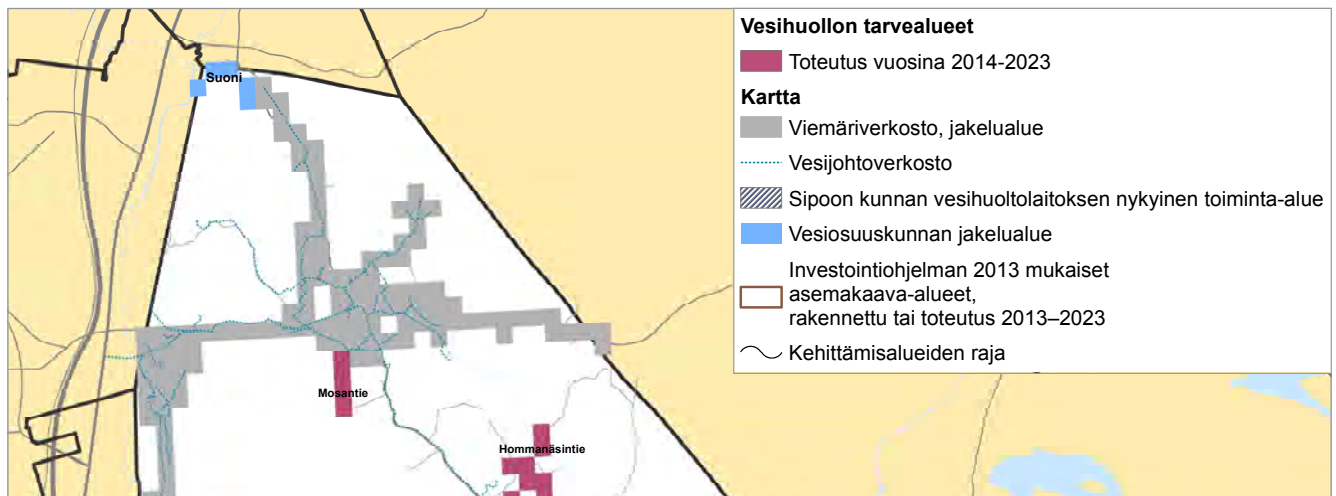 Suoni
Mosantie
Hommanäsintie
Vesihuollon tarvealueet
Toteutus vuosina 2014-2023
Kartta
Viemäriverkosto, jakelualue
Vesijohtoverkosto
Sipoon kunnan vesihuoltolaitoksen nykyinen toiminta-alue
Vesiosuuskunnan jakelualue
Investointiohjelman 2013 mukaiset
asemakaava-alueet,
rakennettu tai toteutus 2013–2023
Kehittämisalueiden raja